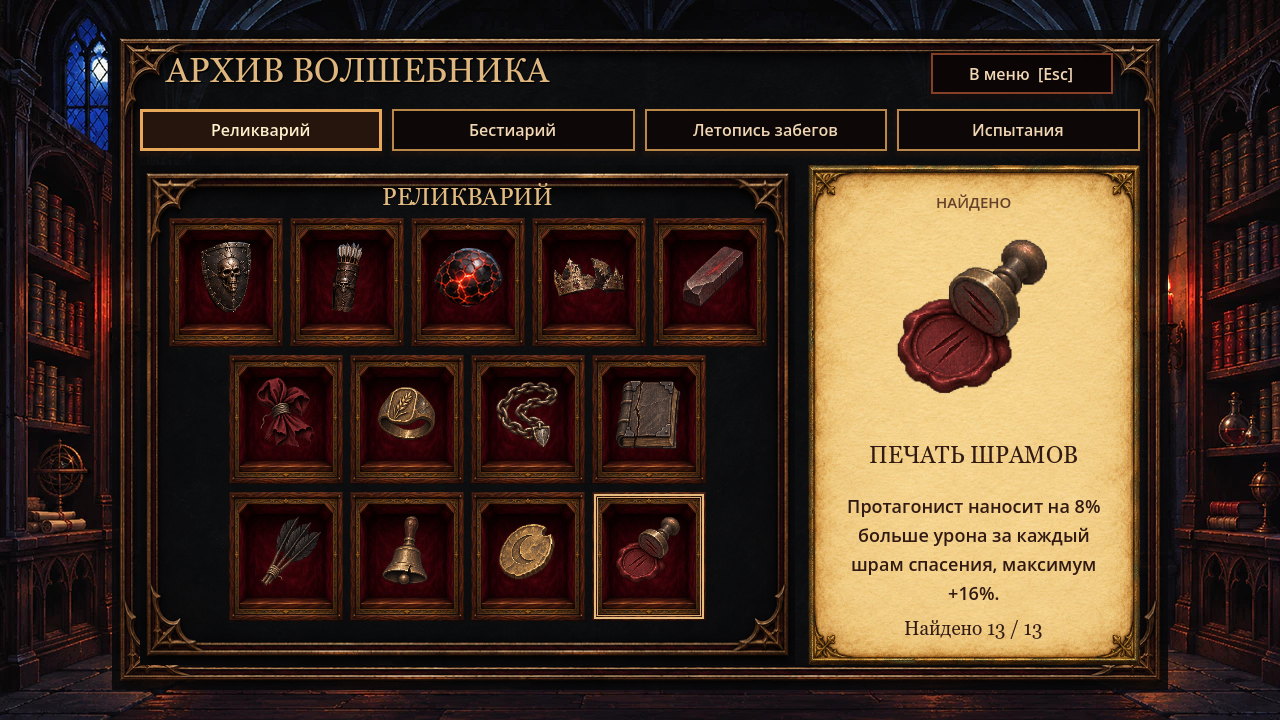 АРХИВ ВОЛШЕБНИКА
В меню [Esc]
Реликварий
Бестиарий
Летопись забегов
Испытания
РЕЛИКВАРИЙ
НАЙДЕНО
ПЕЧАТЬ ШРАМОВ
Протагонист наносит на 8%
больше урона за каждый
шрам спасения, максимум
+16%.
Найдено 13 / 13